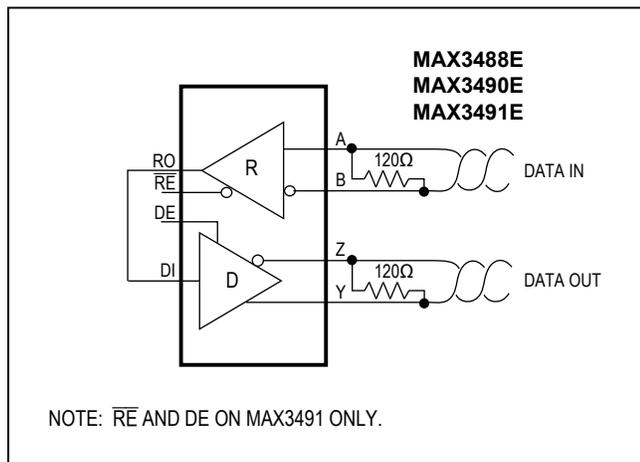 MAX3488E
MAX3490E
MAX3491E
A
120Ω
RO
R
DATA IN
RE
B
DE
Z
120Ω
DI
D
DATA OUT
Y
NOTE: RE AND DE ON MAX3491 ONLY.